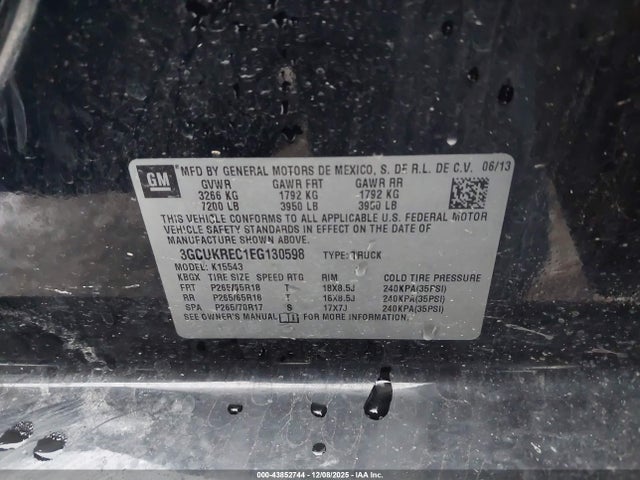 GM
MFD BY GENERAL MOTORS DE MEXICO, S. DE R.L. DE C.V. 06/13
GVWR GAWR FRT GAWR RR
3266 KG 1792 KG 1792 KG
7200 LB 3950 LB 3950 LB
THIS VEHICLE CONFORMS TO ALL APPLICABLE U.S. FEDERAL MOTOR
VEHICLE SAFETY STANDARDS IN EFFECT ON THE DATE OF
MANUFACTURE SHOWN ABOVE.
3GCUKREC1EG130598 TYPE: TRUCK
MODEL: K15543
KBGX TIRE SIZE SPEED RTG RIM COLD TIRE PRESSURE
FRT P265/65R18 T 18X8.5J 240KPA(35PSI)
RR P265/65R18 T 18X8.5J 240KPA(35PSI)
SPA P265/70R17 S 17X7J 240KPA(35PSI)
SEE OWNER'S MANUAL FOR MORE INFORMATION.
000-43852744 - 12/08/2025 - IAAI.COM